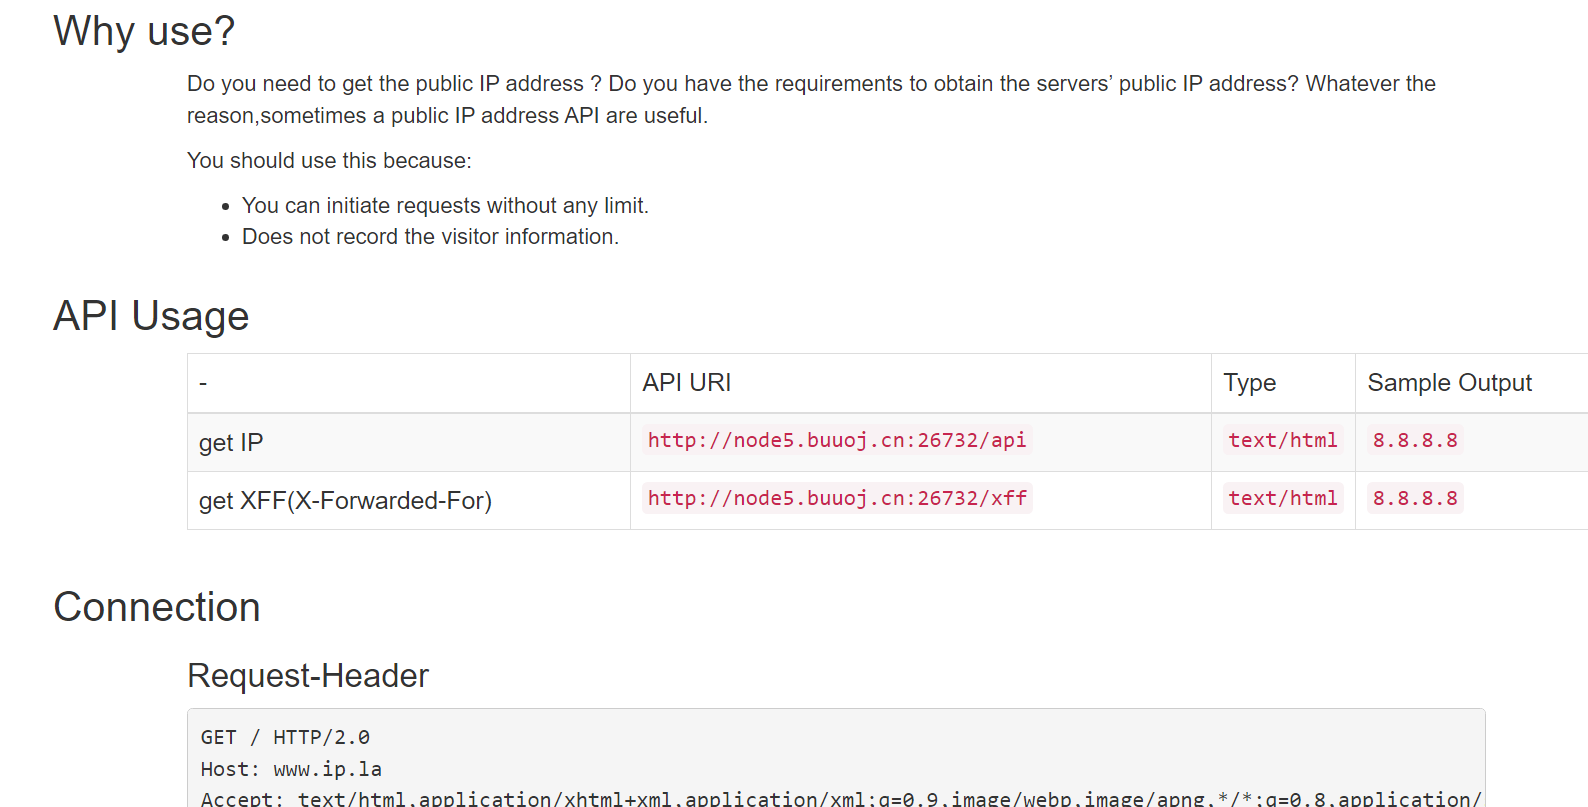 Why use?
Do you need to get the public IP address ? Do you have the requirements to obtain the servers’ public IP address? Whatever the
reason,sometimes a public IP address API are useful.
You should use this because:
• You can initiate requests without any limit.
• Does not record the visitor information.
API Usage
- API URI Type Sample Output
get IP http://node5.buuoj.cn:26732/api text/html 8.8.8.8
get XFF(X-Forwarded-For) http://node5.buuoj.cn:26732/xff text/html 8.8.8.8
Connection
Request-Header
GET / HTTP/2.0
Host: www.ip.la
Accept: text/html,application/xhtml+xml,application/xml;q=0.9,image/webp,image/apng,*/*;q=0.8,application/